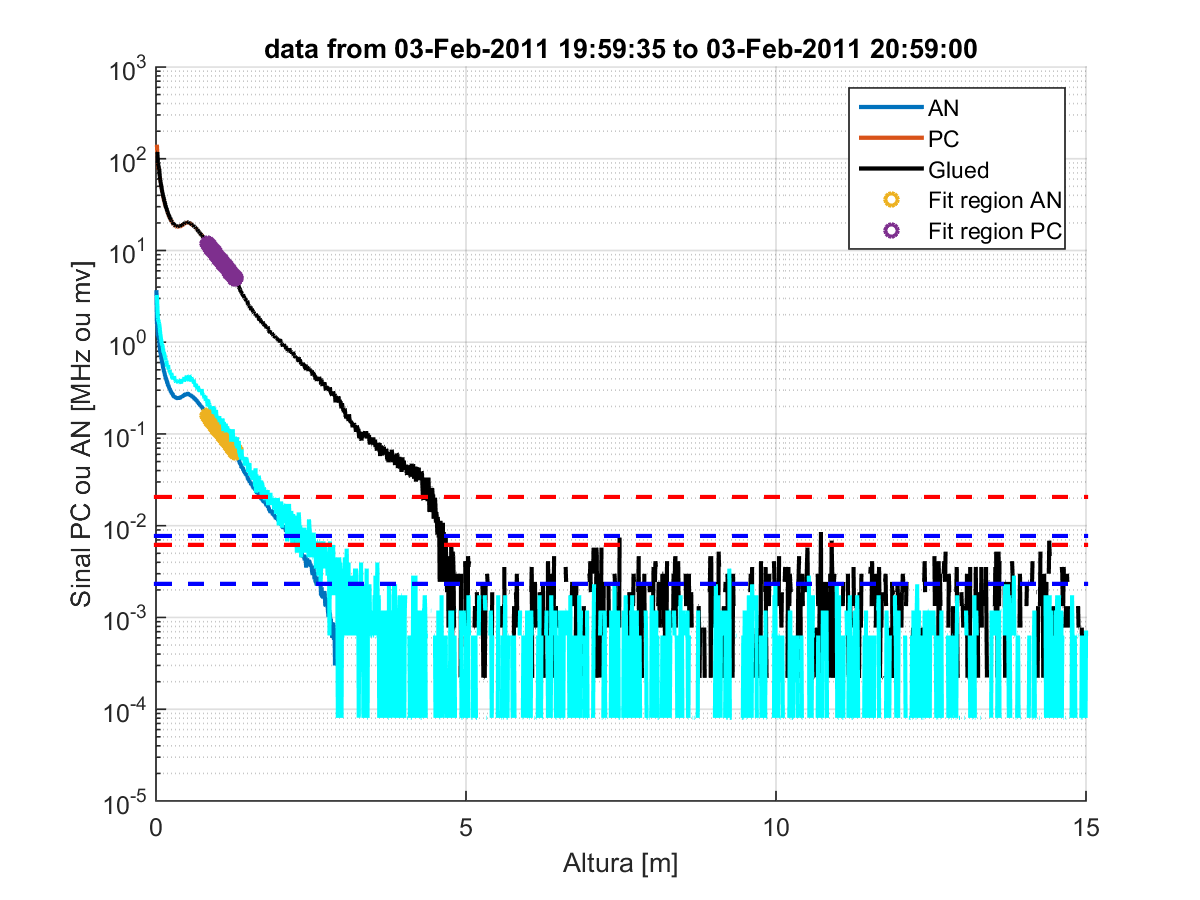 data from 03-Feb-2011 19:59:35 to 03-Feb-2011 20:59:00
Sinal PC ou AN [MHz ou mv]
10^3
10^2
10^1
10^0
10^-1
10^-2
10^-3
10^-4
10^-5
AN
PC
Glued
Fit region AN
Fit region PC
0 5 10 15
Altura [m]